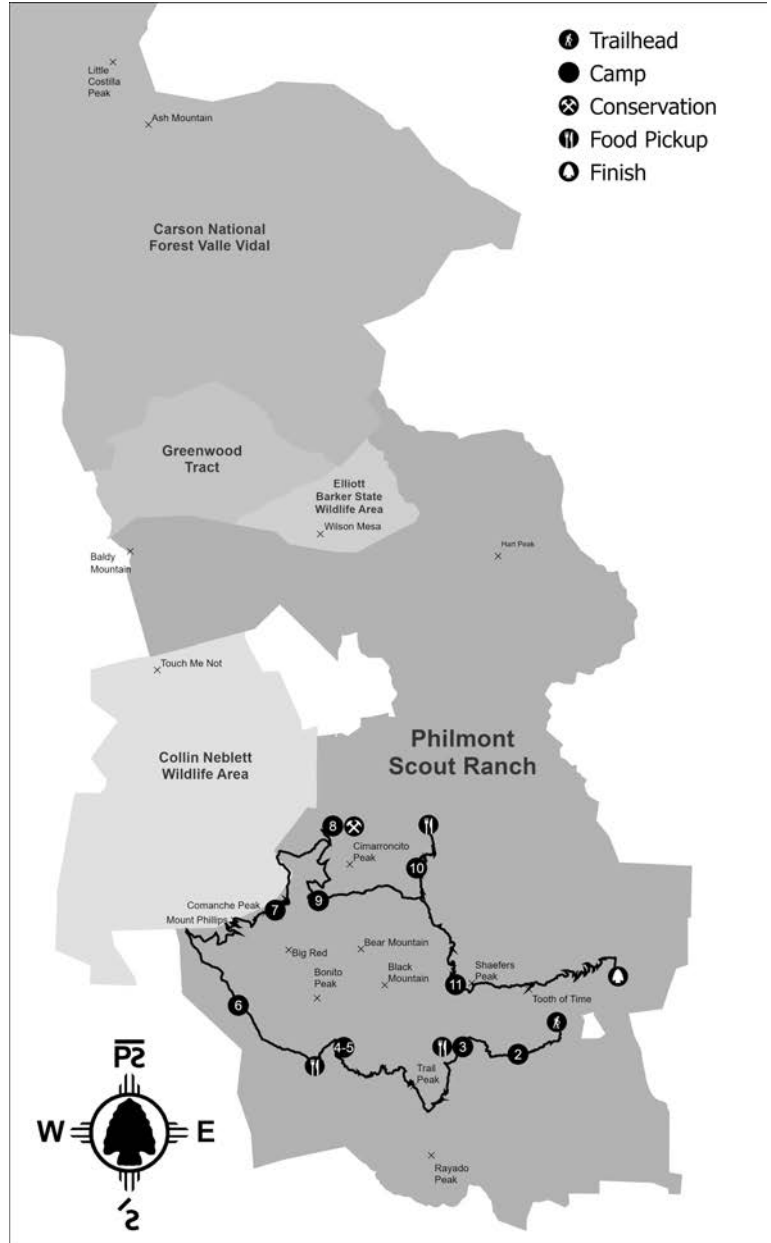 Trailhead
Camp
Conservation
Food Pickup
Finish
Little
Costilla
Peak
Ash Mountain
Carson National
Forest Valle Vidal
Greenwood
Tract
Elliott
Barker State
Wildlife Area
Wilson Mesa
Hart Peak
Baldy
Mountain
Touch Me Not
Collin Neblett
Wildlife Area
Philmont
Scout Ranch
8
Cimarroncito
Peak
10
Comanche Peak
7
9
Mount Phillips
Big Red
Bear Mountain
Bonito
Peak
Black
Mountain
11
Shaefers
Peak
Tooth of Time
6
4-5
3
2
Trail
Peak
W
E
Rayado
Peak